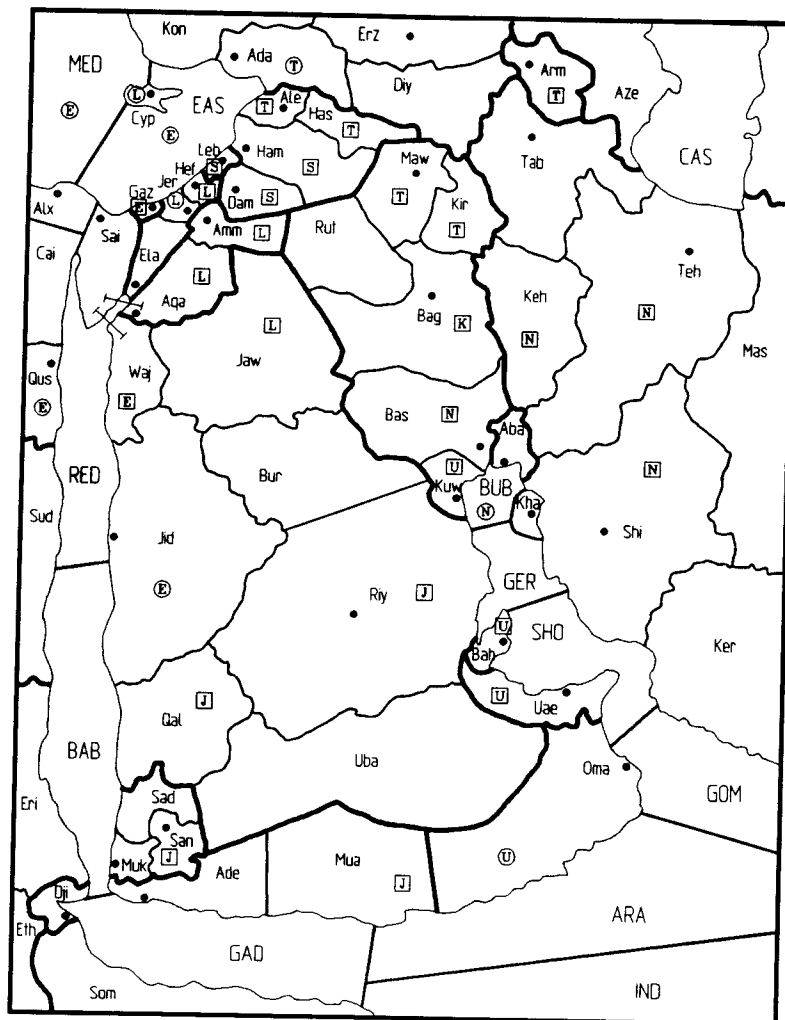 Kon
Erz
MED
Ada
T
Arm
Aze
L
Cyp
EAS
Ale
T
Has
Diy
T
E
E
T
Tab
CAS
Leb
Ham
Maw
Hef
S
S
Jer
L
Kir
T
Gaz
E
L
Dam
S
T
Alx
Sai
Amm
L
Rut
Cai
Ela
Teh
Aqa
L
Keh
Bag
K
N
L
N
Jaw
Mas
Waj
Qus
E
E
Bas
N
Aba
Bur
U
N
RED
Kuw
BUB
Kha
N
Sud
Jid
Shi
GER
E
Riy
J
U
SHO
Ker
Bah
Qal
J
U
Uae
BAB
Uba
Oma
GOM
Eri
Sad
San
Muk
J
Ade
Mua
J
U
Dji
Eth
ARA
GAD
Som
IND